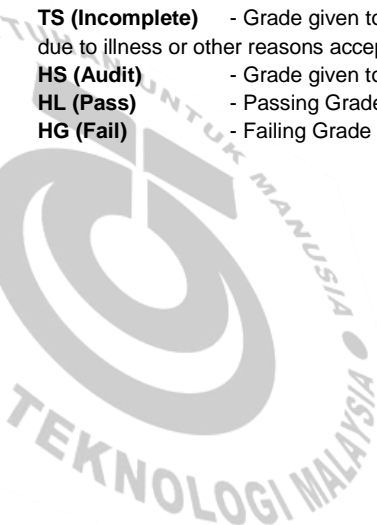 TS (Incomplete) - Grade given to
due to illness or other reasons accep
HS (Audit) - Grade given to
HL (Pass) - Passing Grade
HG (Fail) - Failing Grade
TUHAN UNTUK MANUSIA
TEKNOLOGI MALAYSIA